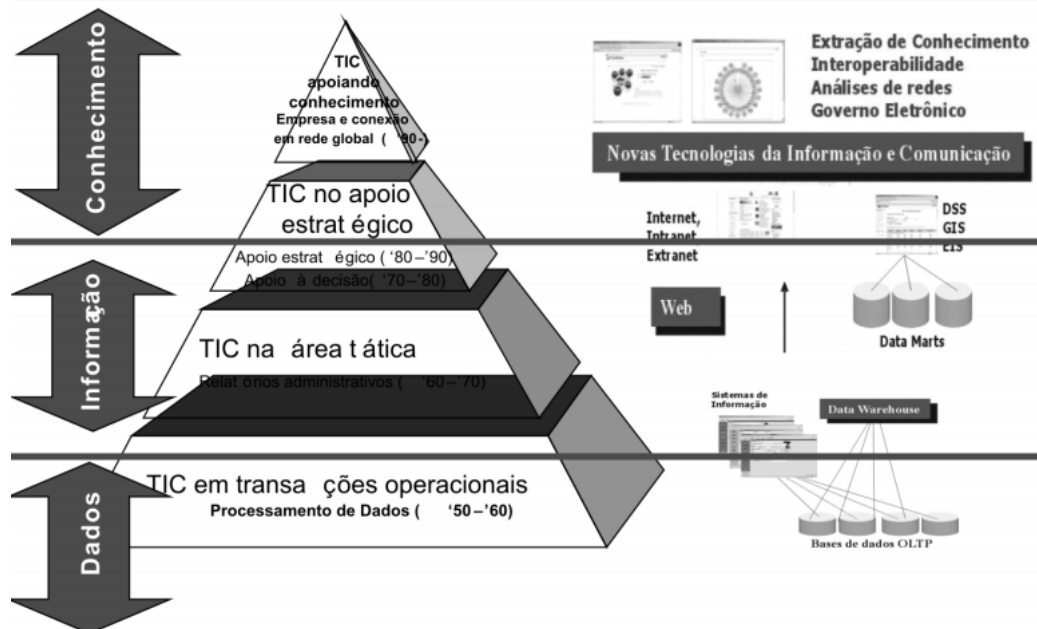 Conhecimento
Informação
Dados
TIC
apoiando
conhecimento
Empresa e conexão
em rede global ( '90-)
TIC no apoio
estrat égico
Apoio estrat égico ( '80–'90)
Apoio à decisão( '70–'80)
TIC na área t ática
Relat órios administrativos ( '60–'70)
TIC em transa ções operacionais
Processamento de Dados ( '50–'60)
Extração de Conhecimento
Interoperabilidade
Análises de redes
Governo Eletrônico
Novas Tecnologias da Informação e Comunicação
Internet,
Intranet
Extranet
DSS
GIS
EIS
Web
Data Marts
Sistemas de
Informação
Data Warehouse
Bases de dados OLTP